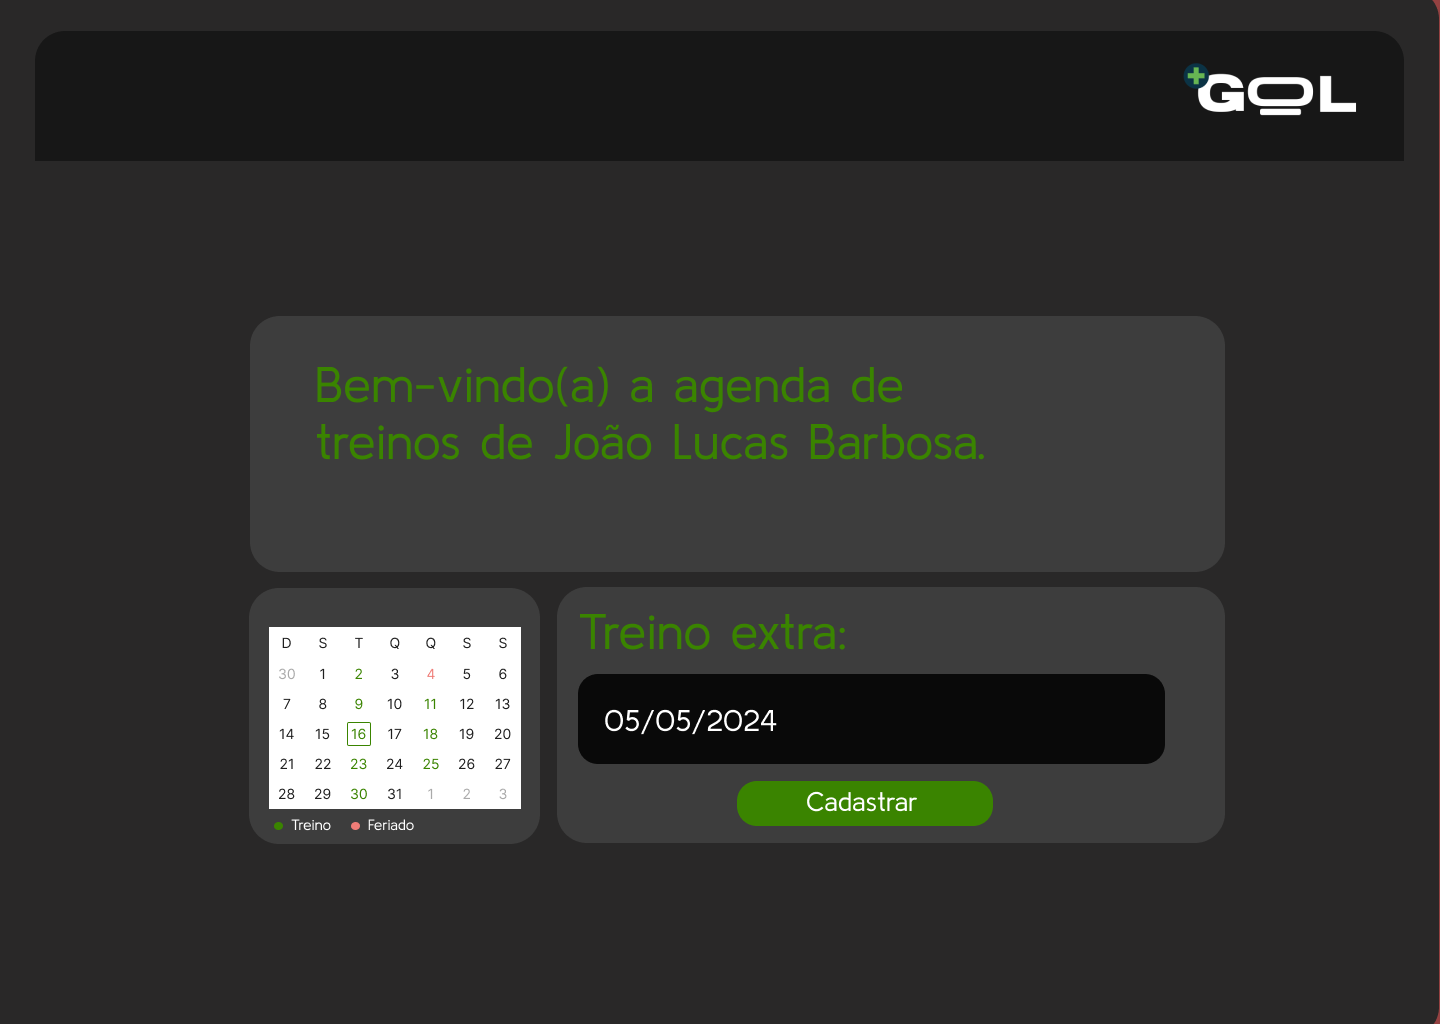 +GOL
Bem-vindo(a) a agenda de
treinos de João Lucas Barbosa.
D S T Q Q S S
30 1 2 3 4 5 6
7 8 9 10 11 12 13
14 15 16 17 18 19 20
21 22 23 24 25 26 27
28 29 30 31 1 2 3
Treino Feriado
Treino extra:
05/05/2024
Cadastrar